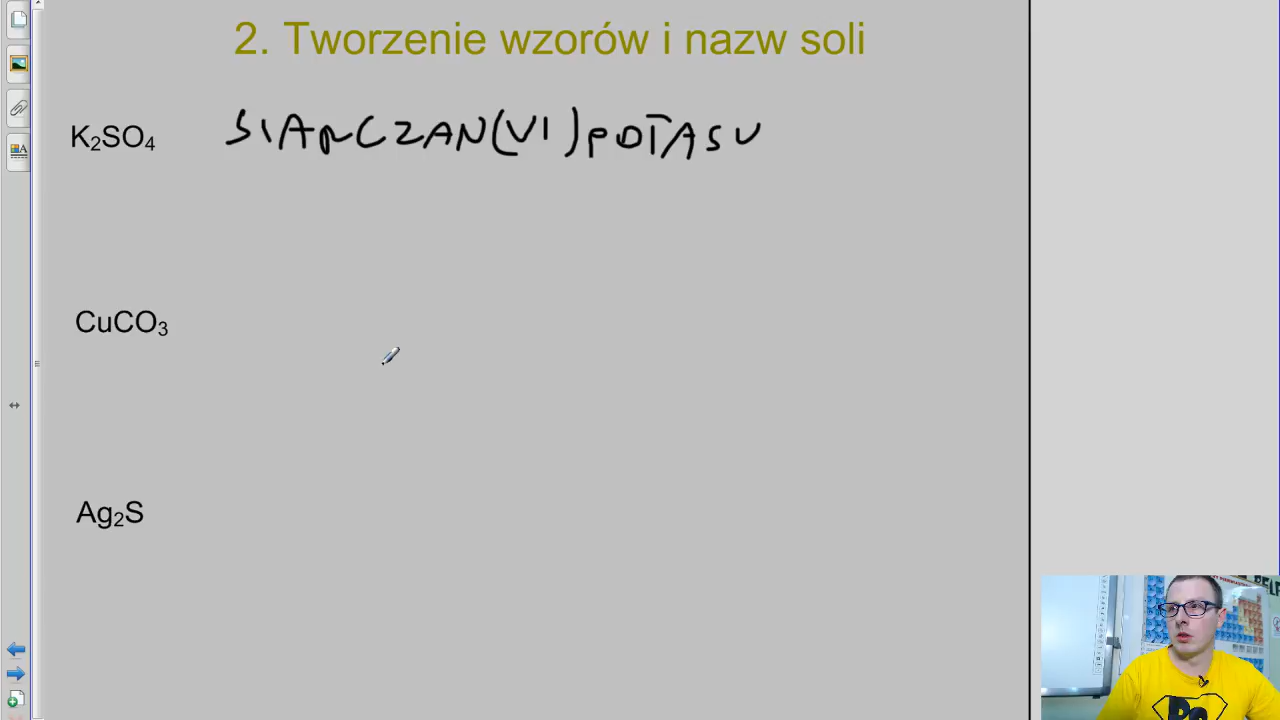 2. Tworzenie wzorów i nazw soli
K₂SO₄ SIARCZAN(VI) POTASU
CuCO₃
Ag₂S